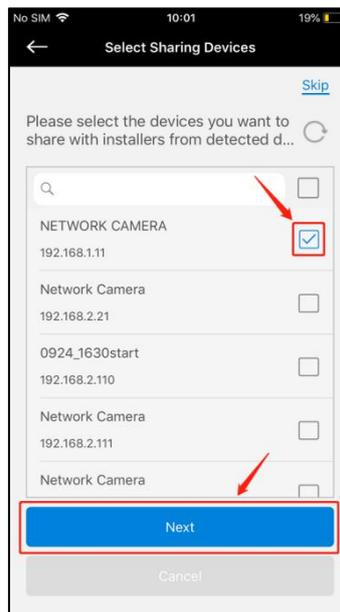 No SIM 10:01 19%
Select Sharing Devices
Skip
Please select the devices you want to
share with installers from detected d...
NETWORK CAMERA
192.168.1.11
Network Camera
192.168.2.21
0924_1630start
192.168.2.110
Network Camera
192.168.2.111
Network Camera
Next
Cancel